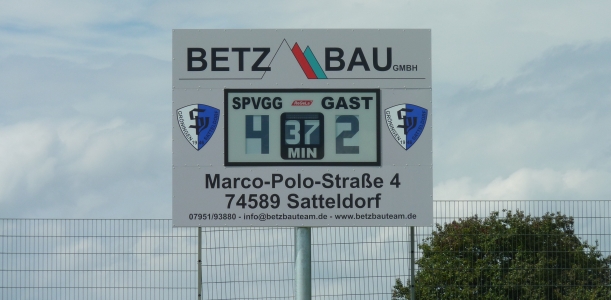 BETZ BAU GMBH
SPVGG GAST
4 37 2
MIN
Marco-Polo-Straße 4
74589 Satteldorf
07951/93880 - info@betzbauteam.de - www.betzbauteam.de